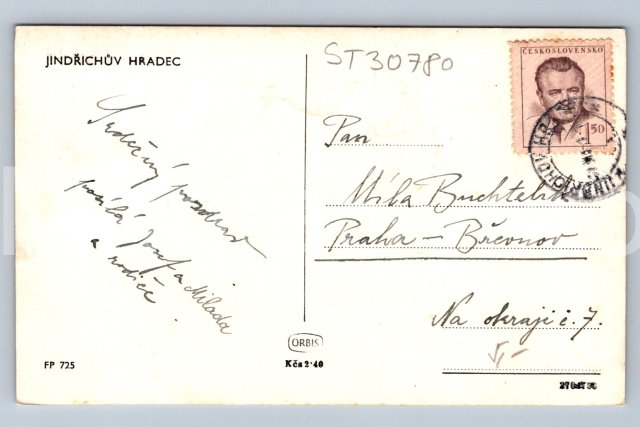 JINDŘICHŮV HRADEC
ST30780
ČESKOSLOVENSKO
1.50
Srdečný pozdrav
posílá Josef a Milada
a rodiče.
Pan
Míla Buchtelík
Praha – Břevnov
Na okraji č. 7.
5,-
ORBIS
Kčs 2·40
FP 725